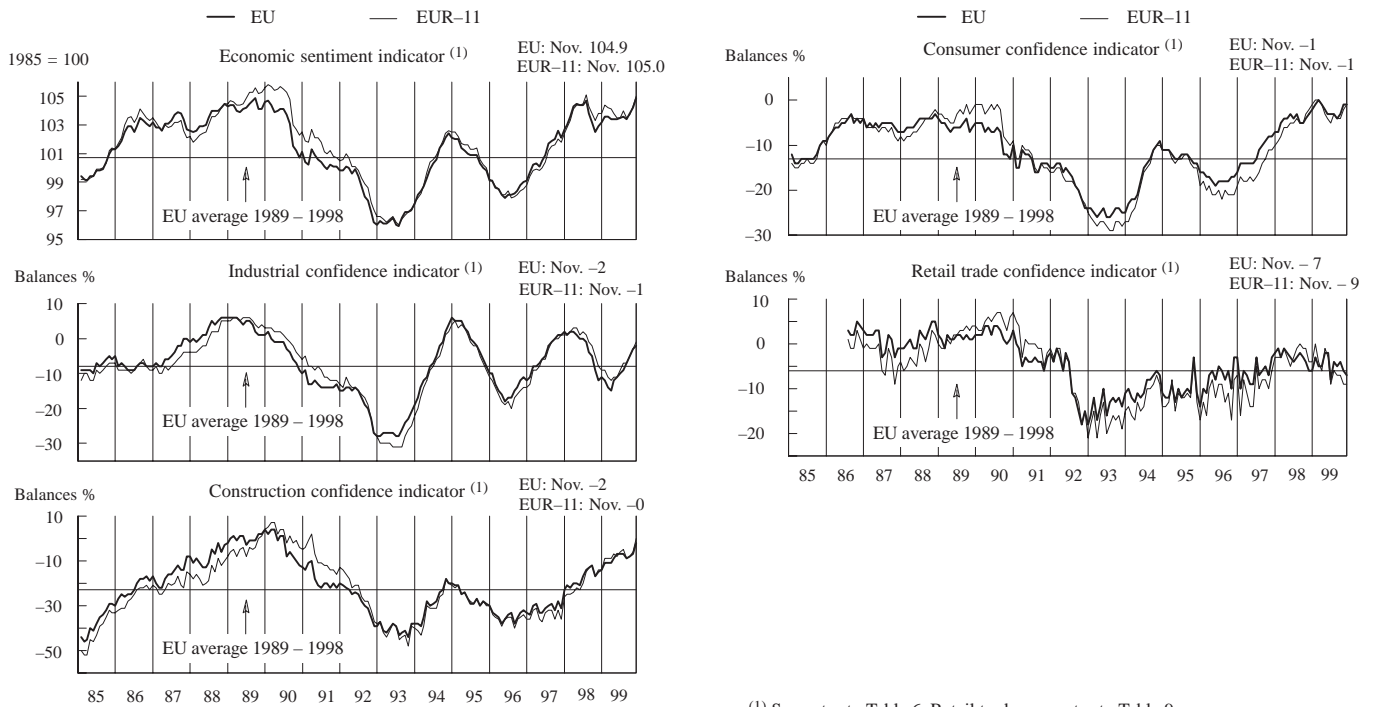 EU EUR–11
1985 = 100
Economic sentiment indicator (1)
EU: Nov. 104.9
EUR–11: Nov. 105.0
105
103
101
99
97
95
EU average 1989 – 1998
Balances %
Industrial confidence indicator (1)
EU: Nov. –2
EUR–11: Nov. –1
10
0
–10
–20
–30
EU average 1989 – 1998
Balances %
Construction confidence indicator (1)
EU: Nov. –2
EUR–11: Nov. –0
10
–10
–30
–50
EU average 1989 – 1998
85 86 87 88 89 90 91 92 93 94 95 96 97 98 99
EU EUR–11
Balances %
Consumer confidence indicator (1)
EU: Nov. –1
EUR–11: Nov. –1
0
–10
–20
–30
EU average 1989 – 1998
Balances %
Retail trade confidence indicator (1)
EU: Nov. – 7
EUR–11: Nov. – 9
10
0
–10
–20
EU average 1989 – 1998
85 86 87 88 89 90 91 92 93 94 95 96 97 98 99